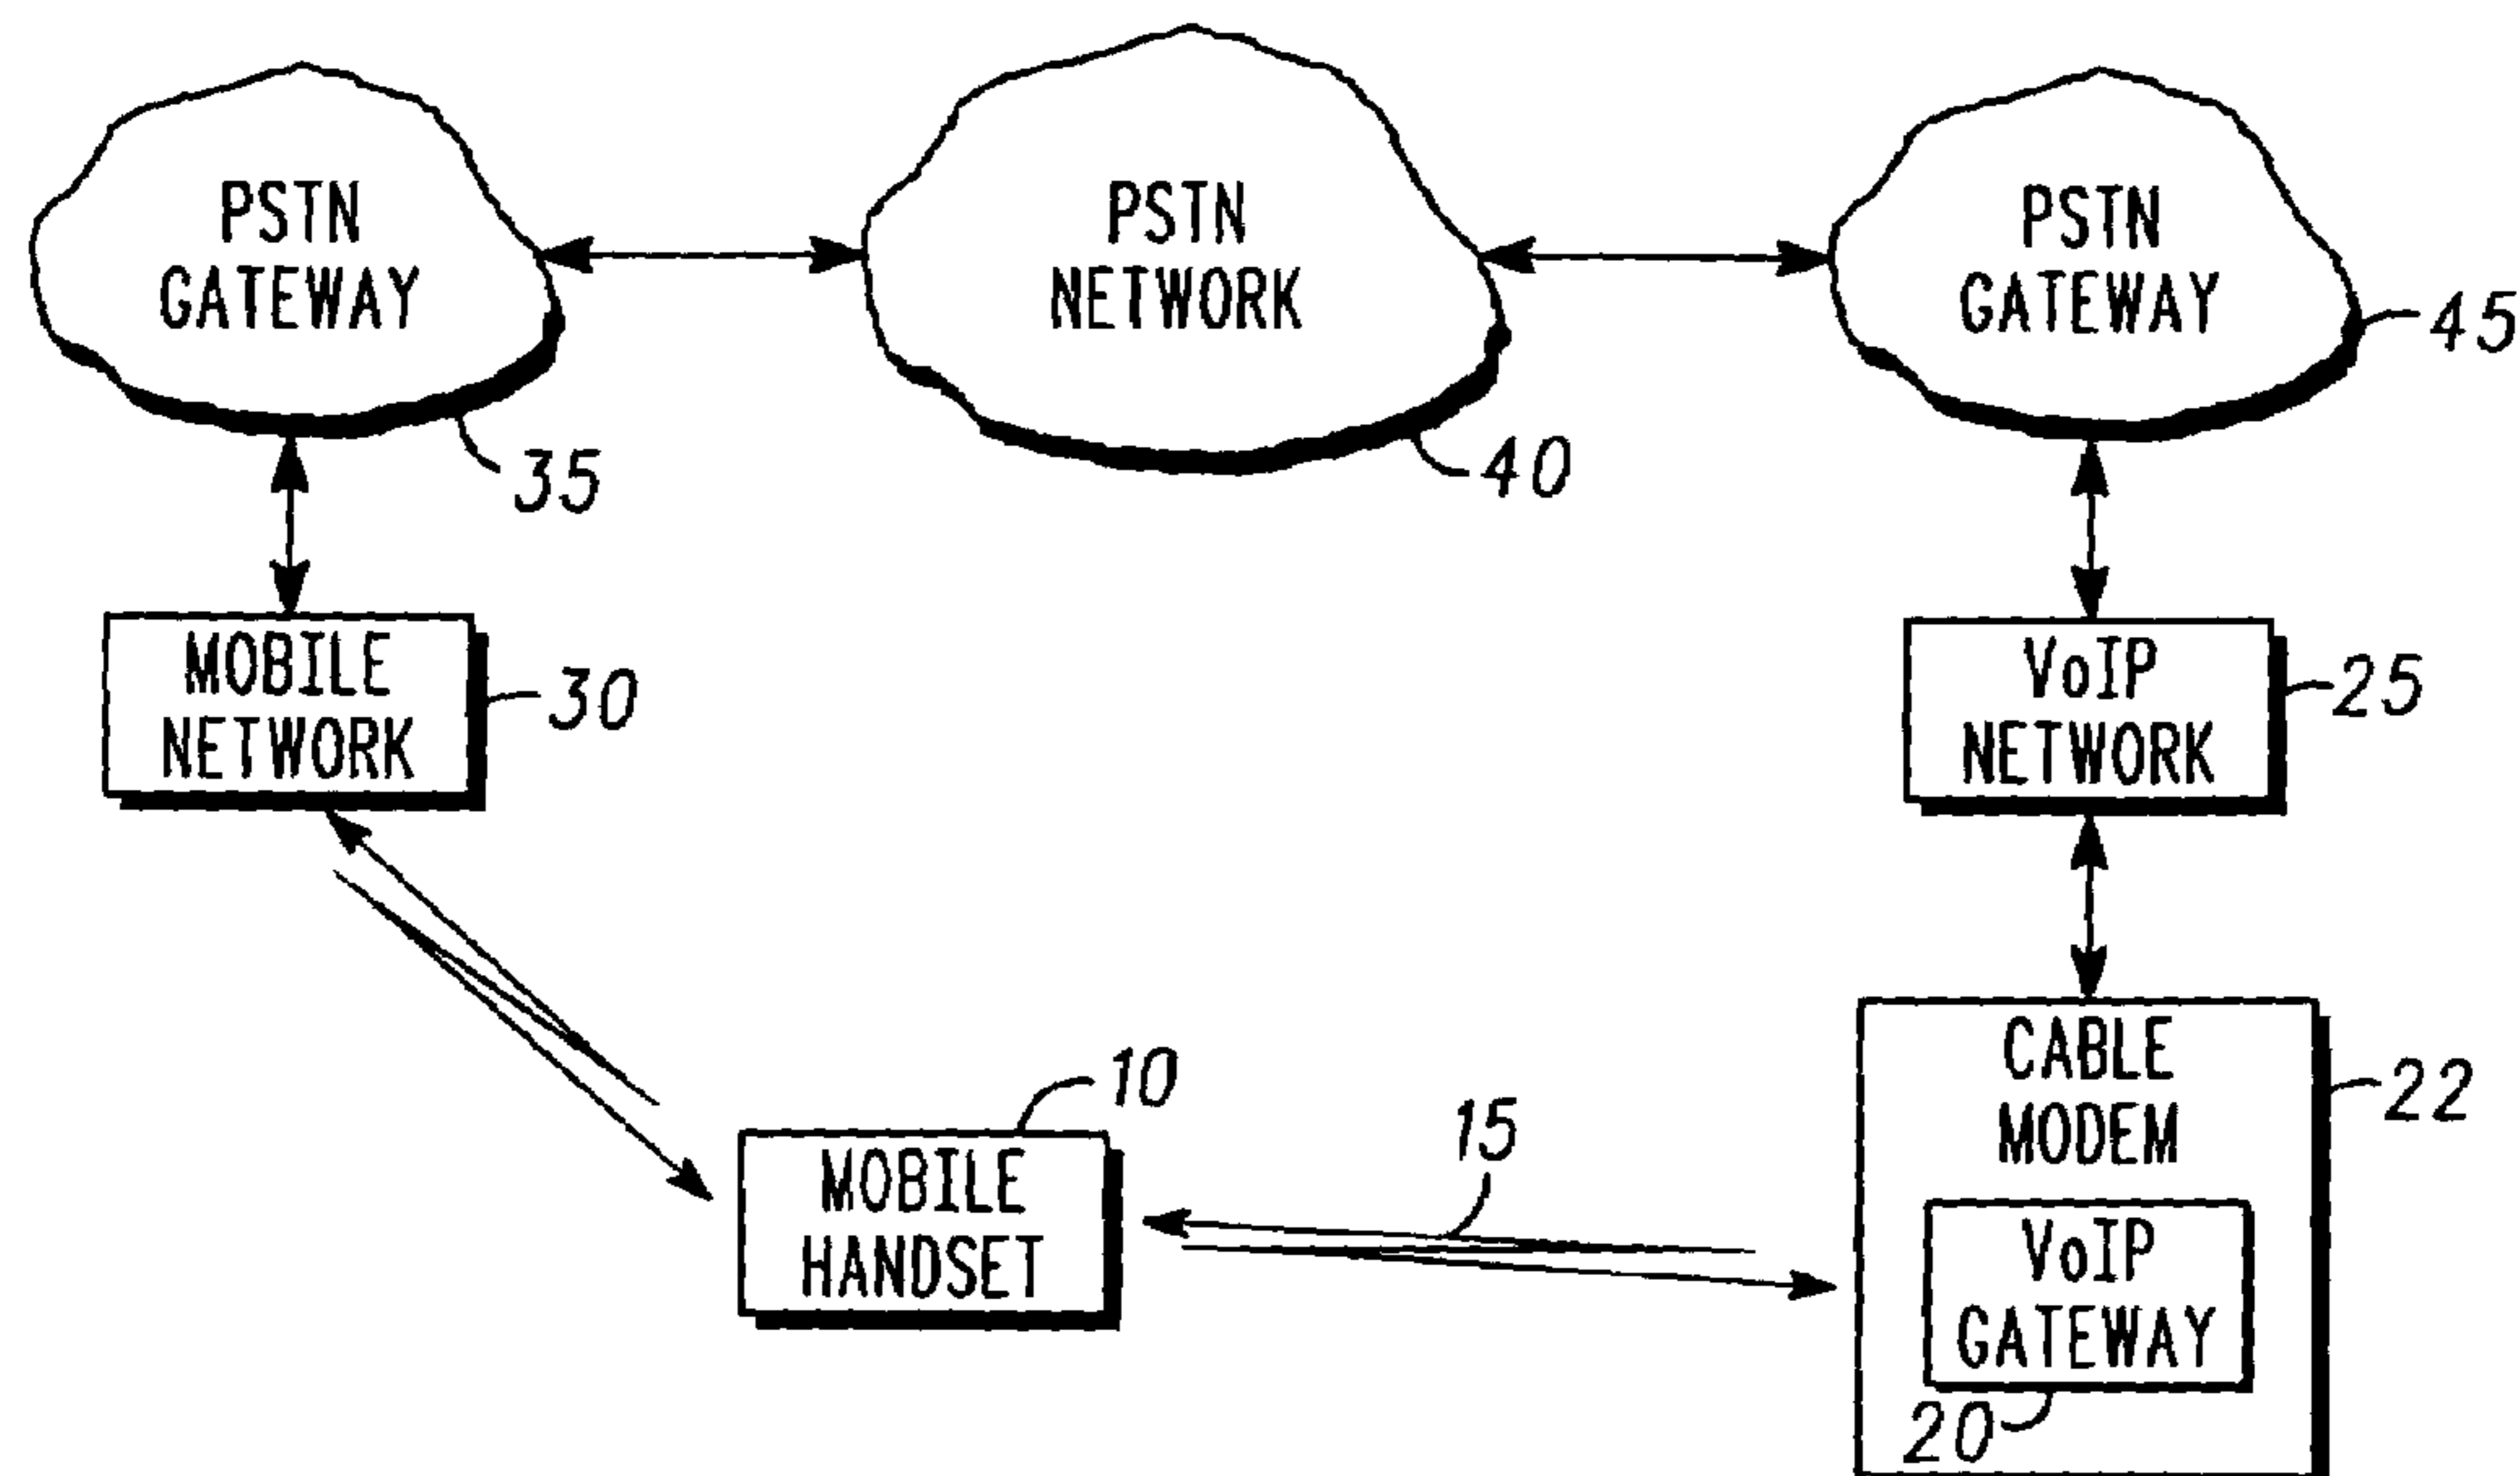 PSTN
GATEWAY
35
PSTN
NETWORK
40
PSTN
GATEWAY
45
MOBILE
NETWORK
30
VoIP
NETWORK
25
MOBILE
HANDSET
10
15
CABLE
MODEM
22
VoIP
GATEWAY
20